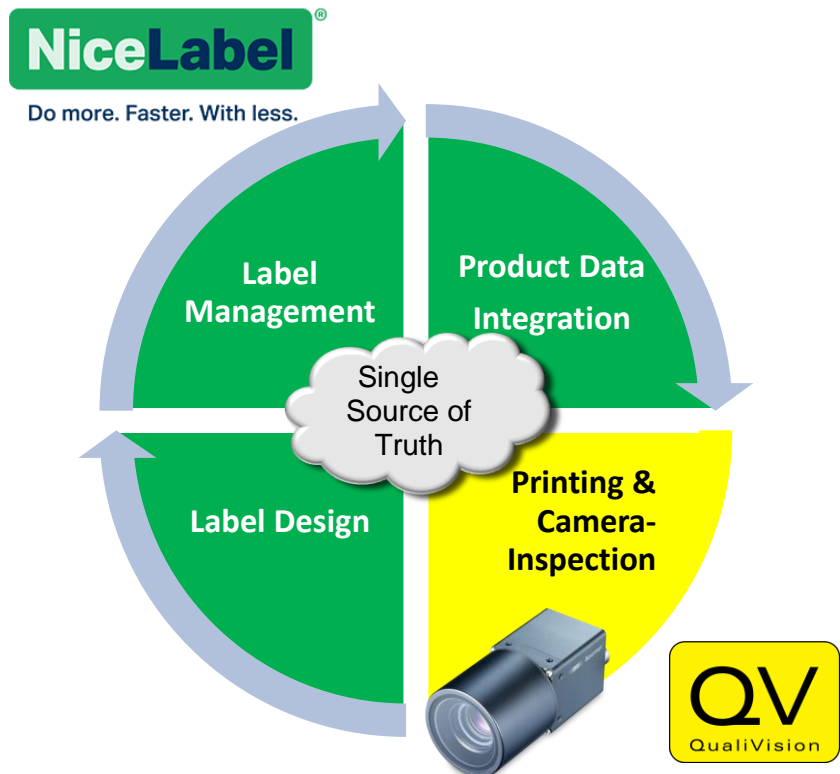 NiceLabel®
Do more. Faster. With less.
Label
Management
Product Data
Integration
Single
Source of
Truth
Label Design
Printing &
Camera-
Inspection
QV
QualiVision